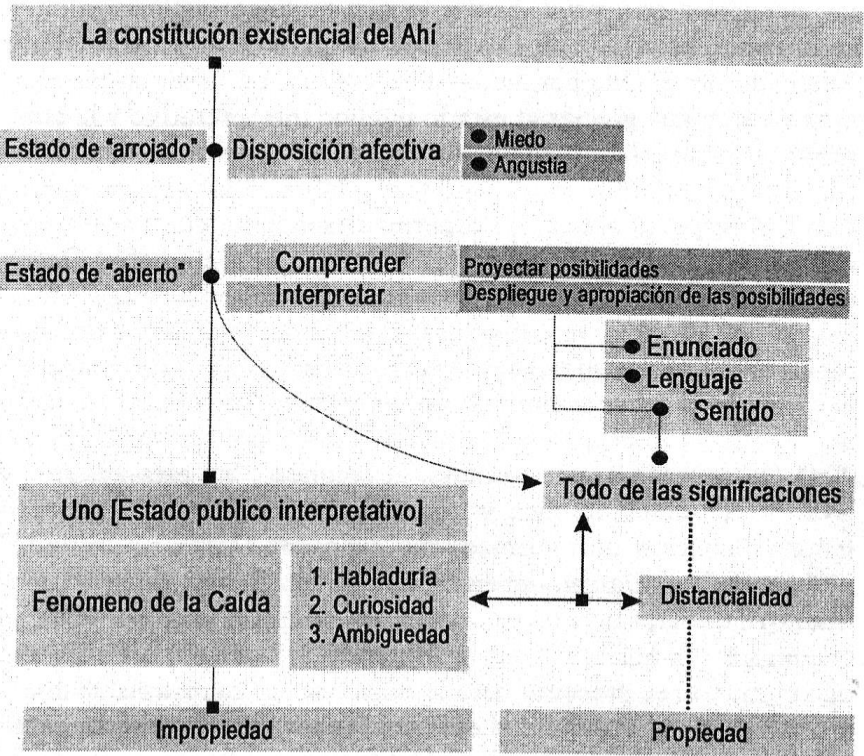 La constitución existencial del Ahí
Estado de "arrojado"
Disposición afectiva
Miedo
Angustia
Estado de "abierto"
Comprender
Proyectar posibilidades
Interpretar
Despliegue y apropiación de las posibilidades
Enunciado
Lenguaje
Sentido
Todo de las significaciones
Uno [Estado público interpretativo]
Fenómeno de la Caída
1. Habladuría
2. Curiosidad
3. Ambigüedad
Distancialidad
Impropiedad
Propiedad